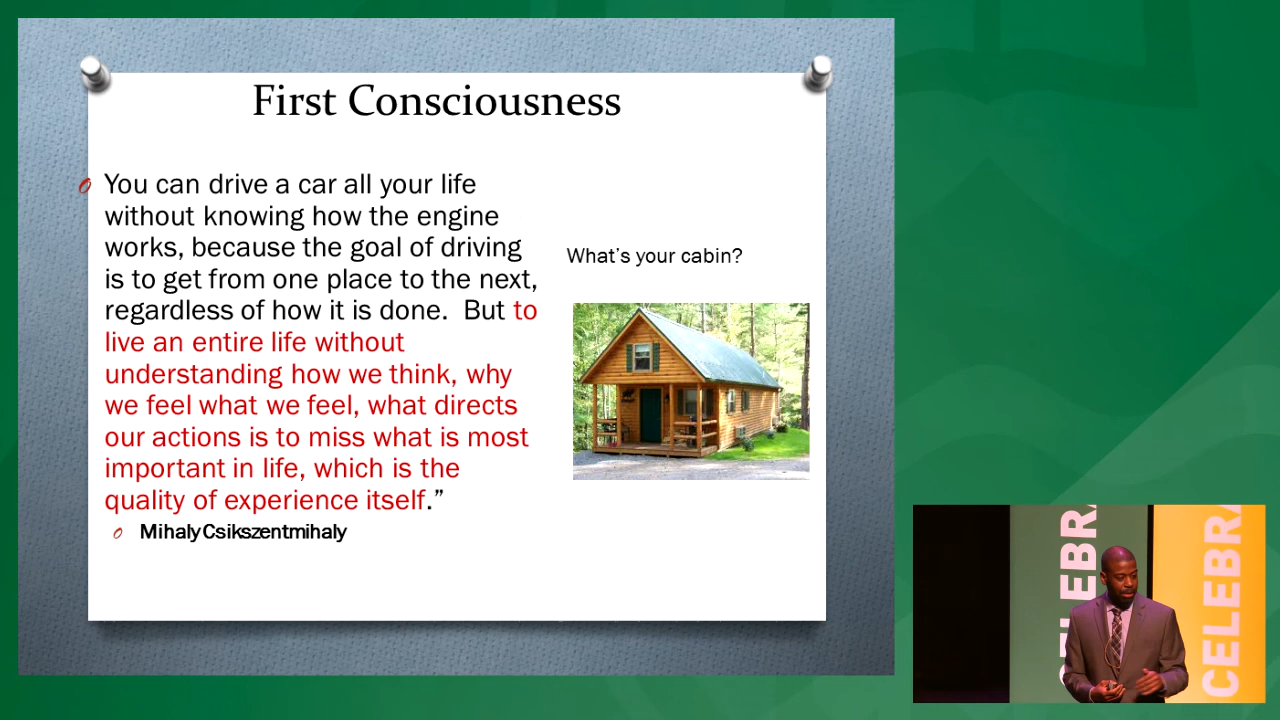 First Consciousness
You can drive a car all your life
without knowing how the engine
works, because the goal of driving
is to get from one place to the next,
regardless of how it is done.  But to
live an entire life without
understanding how we think, why
we feel what we feel, what directs
our actions is to miss what is most
important in life, which is the
quality of experience itself.”
Mihaly Csikszentmihaly
What’s your cabin?
CELEBRA
CELEBRA